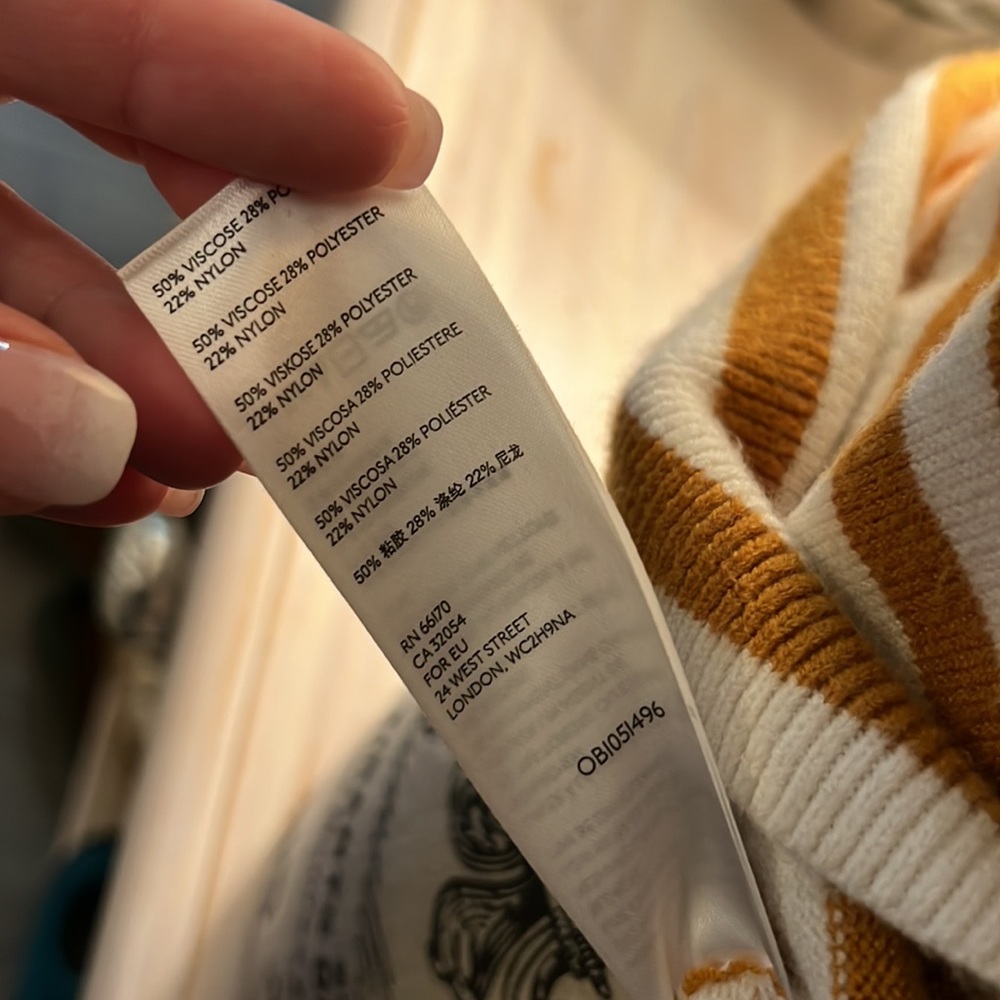 50% VISCOSE 28% PO
22% NYLON
50% VISCOSE 28% POLYESTER
22% NYLON
50% VISKOSE 28% POLYESTER
22% NYLON
50% VISCOSA 28% POLIESTERE
22% NYLON
50% VISCOSA 28% POLIÉSTER
22% NYLON
50% 粘胶 28% 涤纶 22% 尼龙
RN 66170
CA 32054
FOR EU
24 WEST STREET
LONDON, WC2H9NA
OB1051496